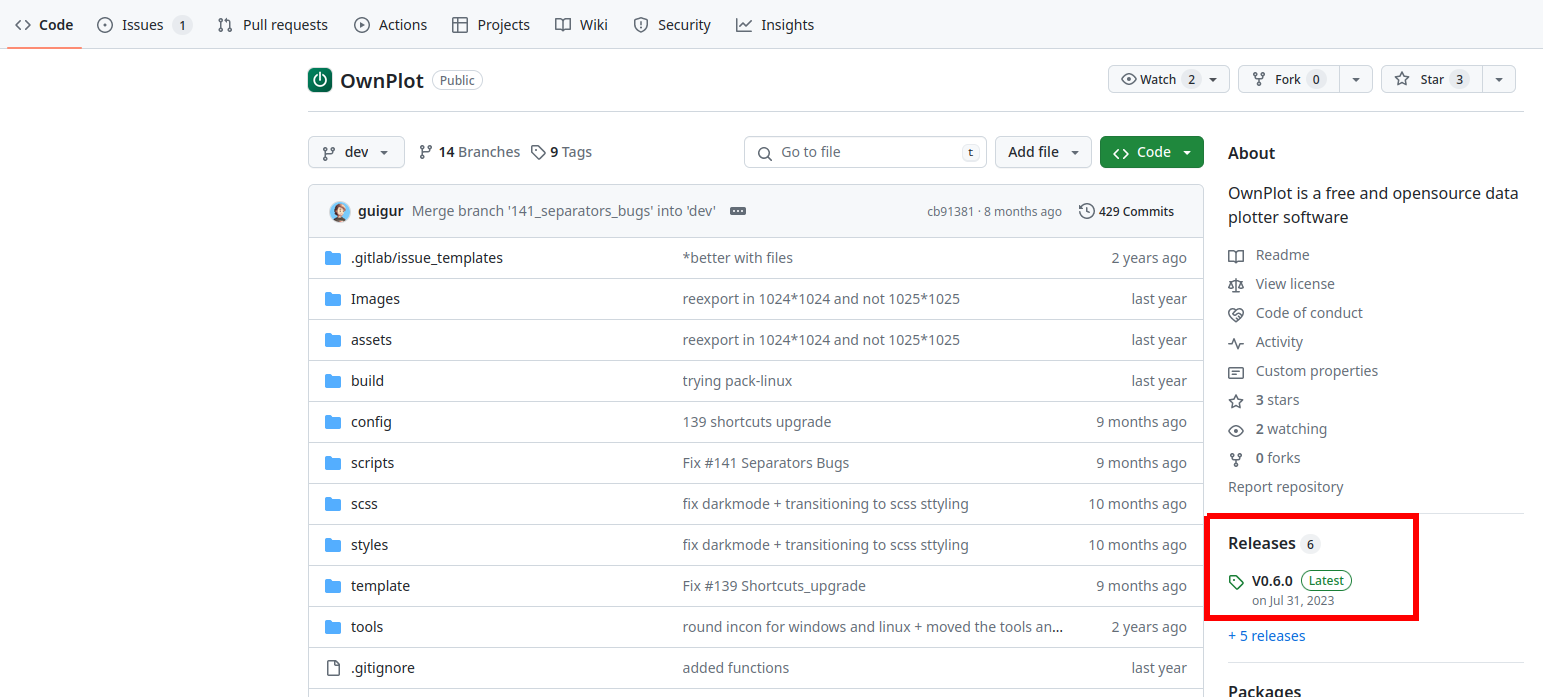 Code Issues 1 Pull requests Actions Projects Wiki Security Insights
OwnPlot Public Watch 2 Fork 0 Star 3
dev 14 Branches 9 Tags Go to file t Add file Code
guigur Merge branch '141_separators_bugs' into 'dev' cb91381 · 8 months ago 429 Commits
.gitlab/issue_templates *better with files 2 years ago
Images reexport in 1024*1024 and not 1025*1025 last year
assets reexport in 1024*1024 and not 1025*1025 last year
build trying pack-linux last year
config 139 shortcuts upgrade 9 months ago
scripts Fix #141 Separators Bugs 9 months ago
scss fix darkmode + transitioning to scss sttyling 10 months ago
styles fix darkmode + transitioning to scss sttyling 10 months ago
template Fix #139 Shortcuts_upgrade 9 months ago
tools round incon for windows and linux + moved the tools an... 2 years ago
.gitignore added functions last year
About
OwnPlot is a free and opensource data
plotter software
Readme
View license
Code of conduct
Activity
Custom properties
3 stars
2 watching
0 forks
Report repository
Releases 6
V0.6.0 Latest
on Jul 31, 2023
+ 5 releases
Packages